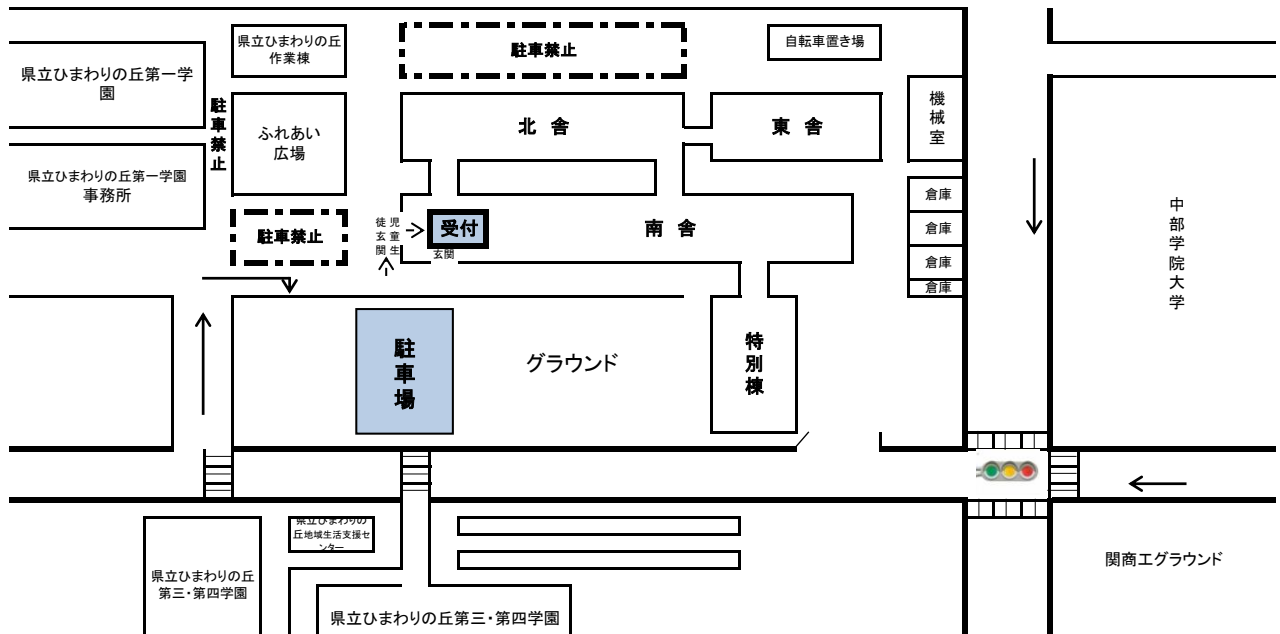 県立ひまわりの丘
作業棟
駐車禁止
自転車置き場
県立ひまわりの丘第一学
園
駐車禁止
ふれあい
広場
北 舎
東 舎
機械室
県立ひまわりの丘第一学園
事務所
倉庫
倉庫
倉庫
倉庫
駐車禁止
児童生
徒玄関
受付
玄関
南 舎
中部学院大学
駐車場
グラウンド
特別棟
県立ひまわりの丘
第三・第四学園
県立ひまわりの
丘地域生活支援セ
ンター
県立ひまわりの丘第三・第四学園
関商工グラウンド